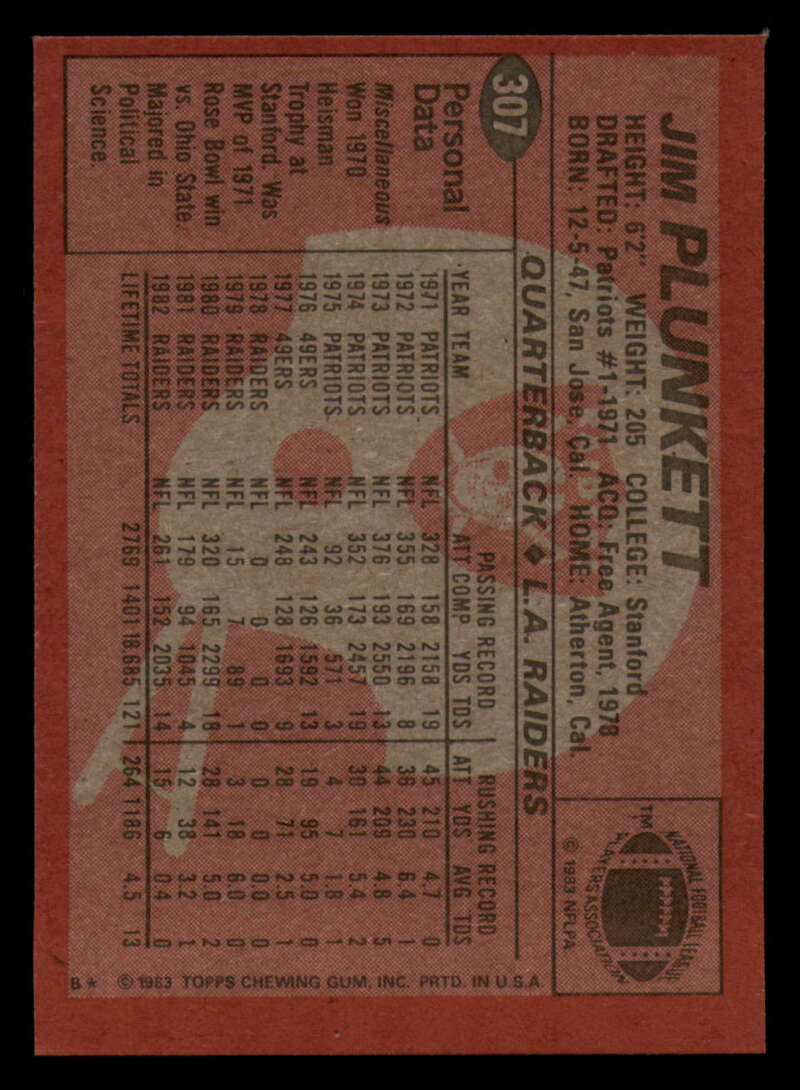 307
JIM PLUNKETT
HEIGHT: 6'2" WEIGHT: 205 COLLEGE: Stanford
DRAFTED: Patriots #1-1971 ACQ: Free Agent, 1978
BORN: 12-5-47, San Jose, Cal. HOME: Atherton, Cal.
QUARTERBACK ◆ L.A. RAIDERS
NATIONAL FOOTBALL LEAGUE
PLAYERS ASSOCIATION
TM
© 1983 NFLPA
Personal
Data
Miscellaneous
Won 1970
Heisman
Trophy at
Stanford. Was
MVP of 1971
Rose Bowl win
vs. Ohio State.
Majored in
Political
Science.
PASSING RECORD RUSHING RECORD
YEAR TEAM ATT COMP YDS TDS ATT YDS AVG TDS
1971 PATRIOTS NFL 328 158 2158 19 45 210 4.7 0
1972 PATRIOTS NFL 355 169 2196 8 36 230 6.4 1
1973 PATRIOTS NFL 376 193 2550 13 44 209 4.8 5
1974 PATRIOTS NFL 352 173 2457 19 30 161 5.4 2
1975 PATRIOTS NFL 92 36 571 3 4 7 1.8 1
1976 49ERS NFL 243 126 1592 13 19 95 5.0 0
1977 49ERS NFL 248 128 1693 9 28 71 2.5 1
1978 RAIDERS NFL 0 0 0 0 0 0 0.0 0
1979 RAIDERS NFL 15 7 89 1 3 18 6.0 0
1980 RAIDERS NFL 320 165 2299 18 28 141 5.0 2
1981 RAIDERS NFL 179 94 1045 4 12 38 3.2 1
1982 RAIDERS NFL 261 152 2035 14 15 6 0.4 0
LIFETIME TOTALS 2769 1401 18,685 121 264 1186 4.5 13
B* © 1983 TOPPS CHEWING GUM, INC. PRTD. IN U.S.A.